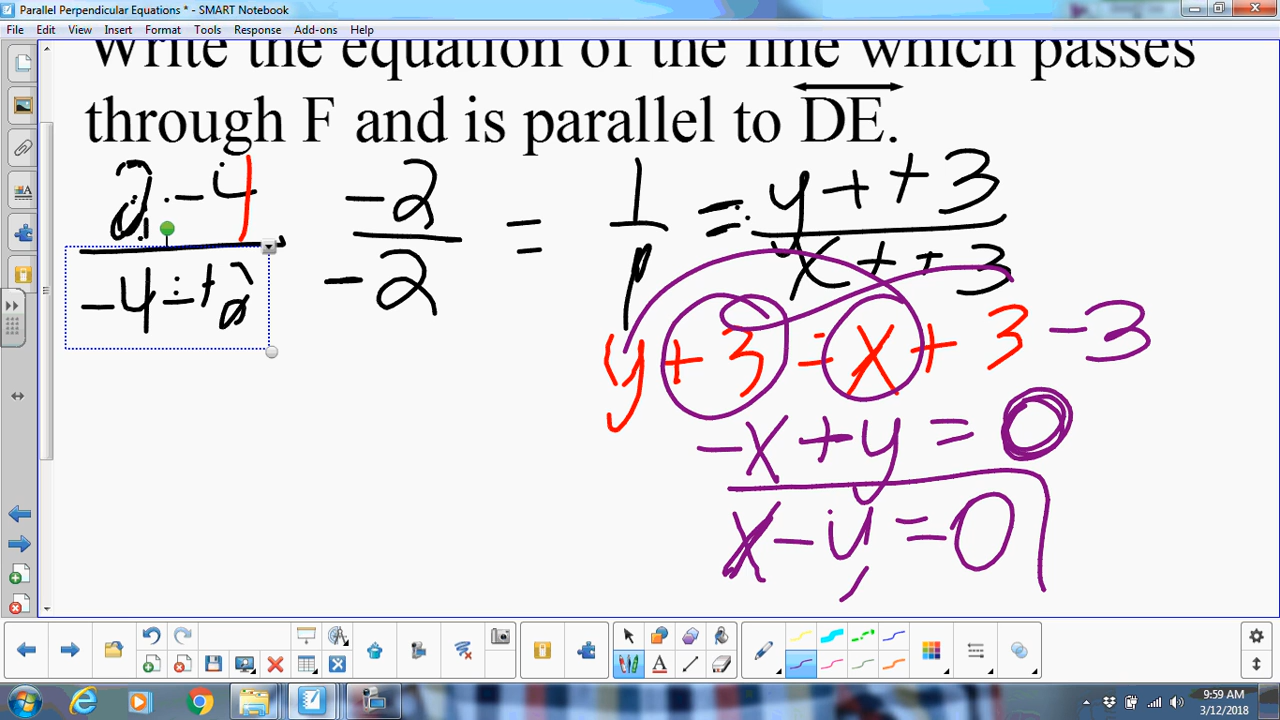 Parallel Perpendicular Equations * - SMART Notebook
File Edit View Insert Format Tools Response Add-ons Help
Write the equation of the line which passes
through F and is parallel to DE.
2 - 4
-2
=
1
=
y + + 3
-4 + 2
-2
1
x + + 3
y + 3 = x + 3 - 3
-x + y = 0
x - y = 0
A
9:59 AM
3/12/2018